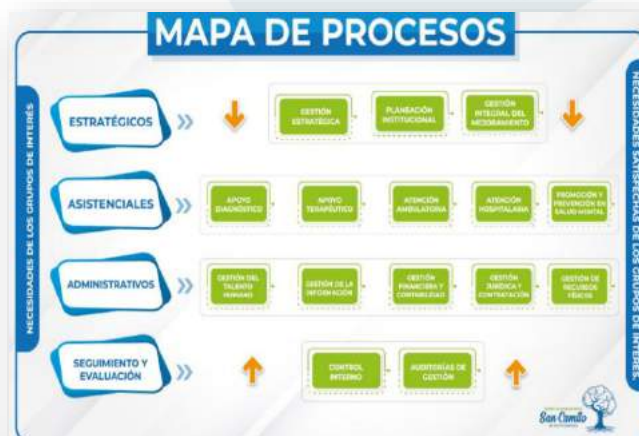 MAPA DE PROCESOS
NECESIDADES DE LOS GRUPOS DE INTERÉS
ESTRATÉGICOS
GESTIÓN
ESTRATÉGICA
PLANEACIÓN
INSTITUCIONAL
GESTIÓN
INTEGRAL DEL
MEJORAMIENTO
ASISTENCIALES
APOYO
DIAGNÓSTICO
APOYO
TERAPÉUTICO
ATENCIÓN
AMBULATORIA
ATENCIÓN
HOSPITALARIA
PROMOCIÓN Y
PREVENCIÓN EN
SALUD MENTAL
ADMINISTRATIVOS
GESTIÓN DEL
TALENTO
HUMANO
GESTIÓN DE LA
INFORMACIÓN
GESTIÓN
FINANCIERA Y
CONTABILIDAD
GESTIÓN
JURÍDICA Y
CONTRATACIÓN
GESTIÓN DE
RECURSOS
FÍSICOS
SEGUIMIENTO Y
EVALUACIÓN
CONTROL
INTERNO
AUDITORÍAS DE
GESTIÓN
NECESIDADES SATISFECHAS DE LOS GRUPOS DE INTERÉS.
San Camilo